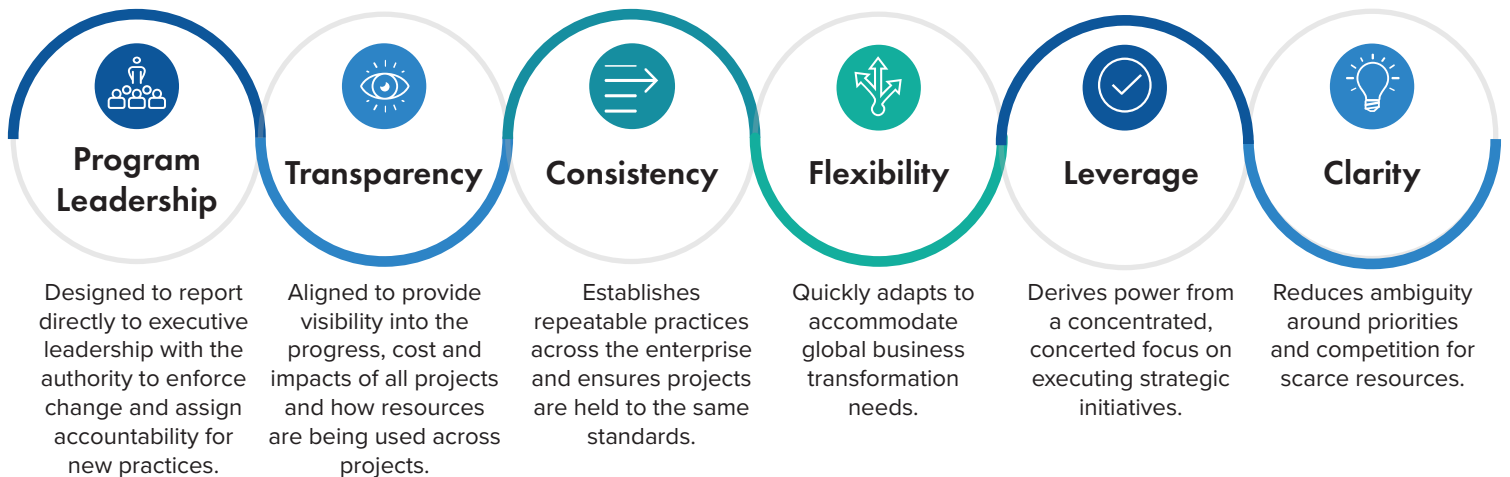 Program
Leadership
Designed to report
directly to executive
leadership with the
authority to enforce
change and assign
accountability for
new practices.
Transparency
Aligned to provide
visibility into the
progress, cost and
impacts of all projects
and how resources
are being used across
projects.
Consistency
Establishes
repeatable practices
across the enterprise
and ensures projects
are held to the same
standards.
Flexibility
Quickly adapts to
accommodate
global business
transformation
needs.
Leverage
Derives power from
a concentrated,
concerted focus on
executing strategic
initiatives.
Clarity
Reduces ambiguity
around priorities
and competition for
scarce resources.